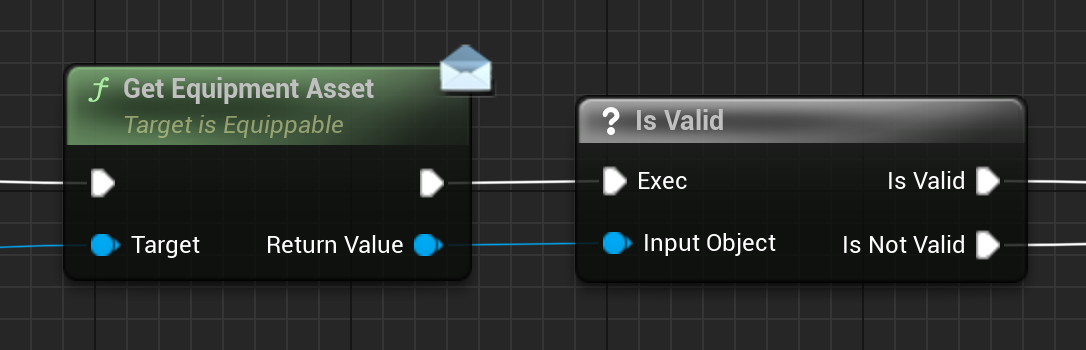 f Get Equipment Asset
Target is Equippable
Target
Return Value
? Is Valid
Exec
Is Valid
Input Object
Is Not Valid